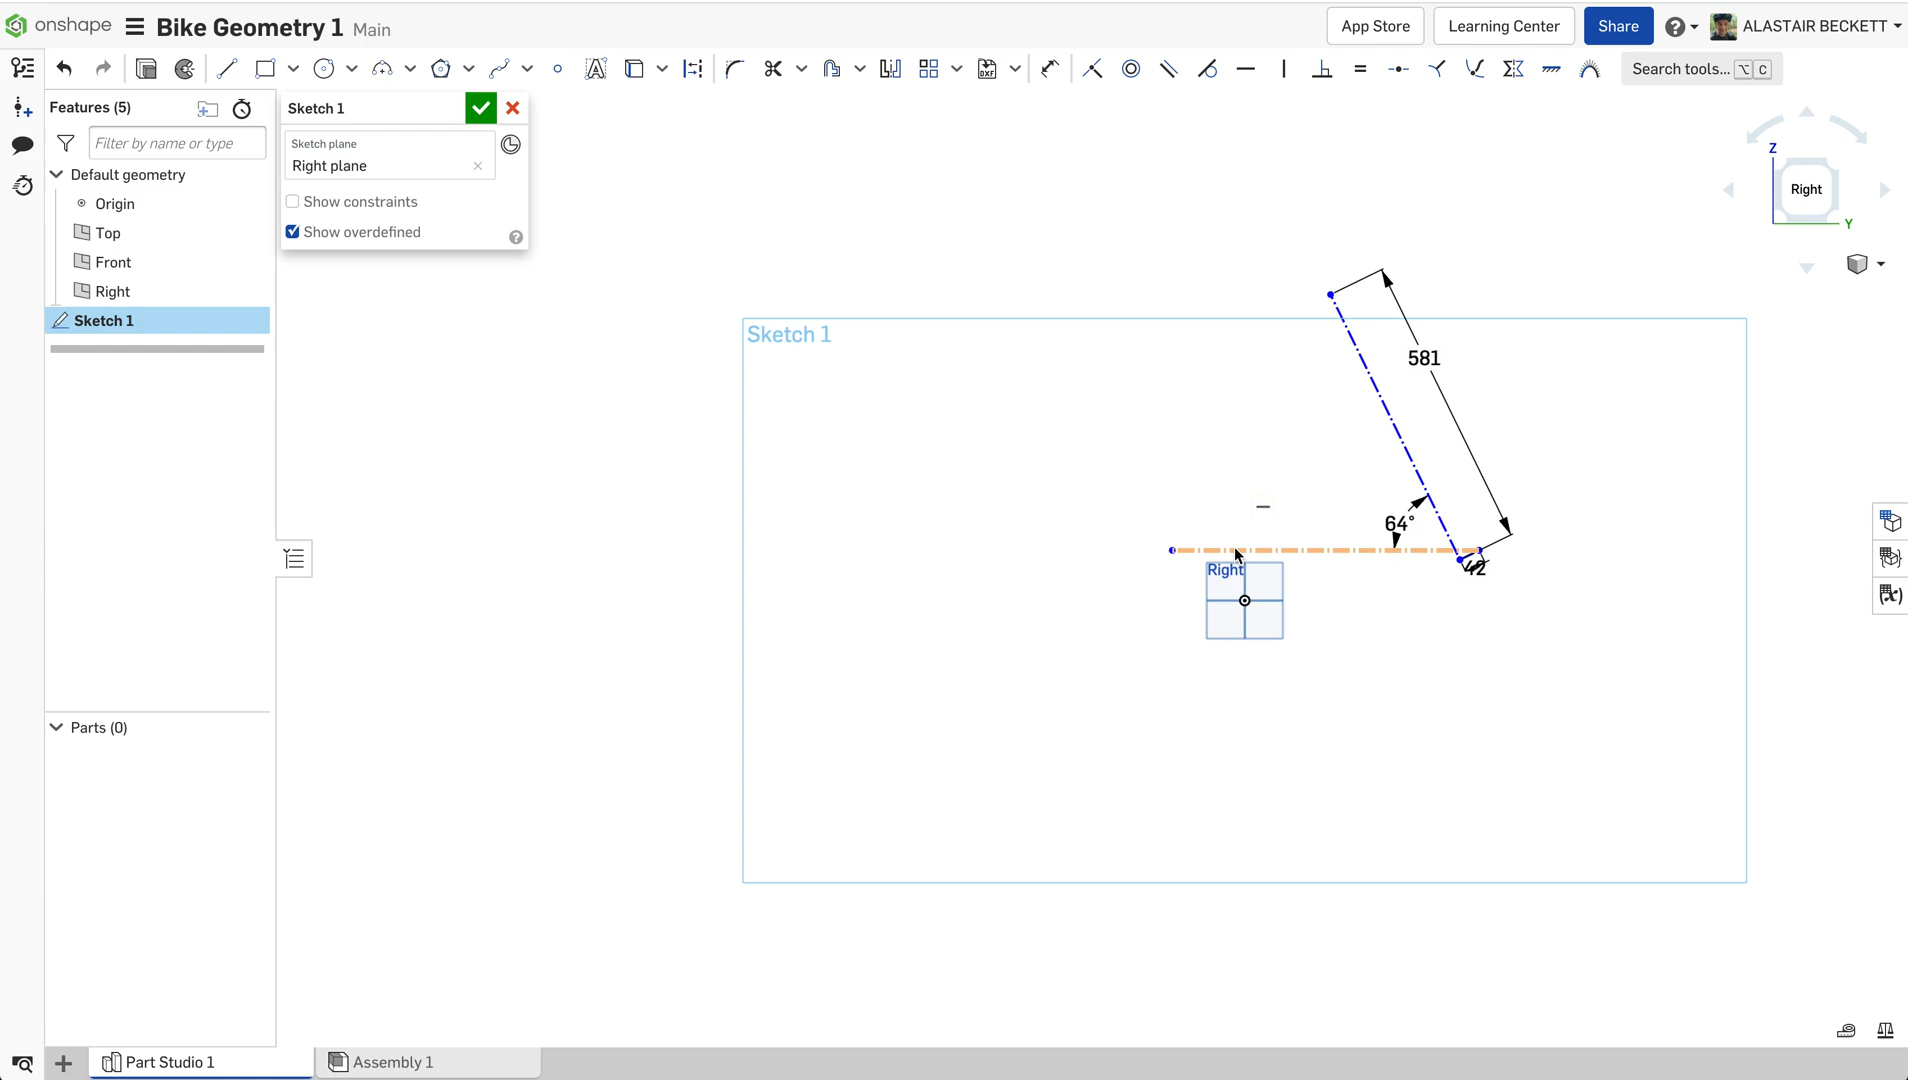 onshape
Bike Geometry 1 Main
App Store
Learning Center
Share
ALASTAIR BECKETT
DXF
Search tools... ⌥ C
Features (5)
Filter by name or type
Default geometry
Origin
Top
Front
Right
Sketch 1
Sketch 1
Sketch plane
Right plane
Show constraints
Show overdefined
Z
Right
Y
Sketch 1
581
64°
42
Right
Parts (0)
Part Studio 1
Assembly 1